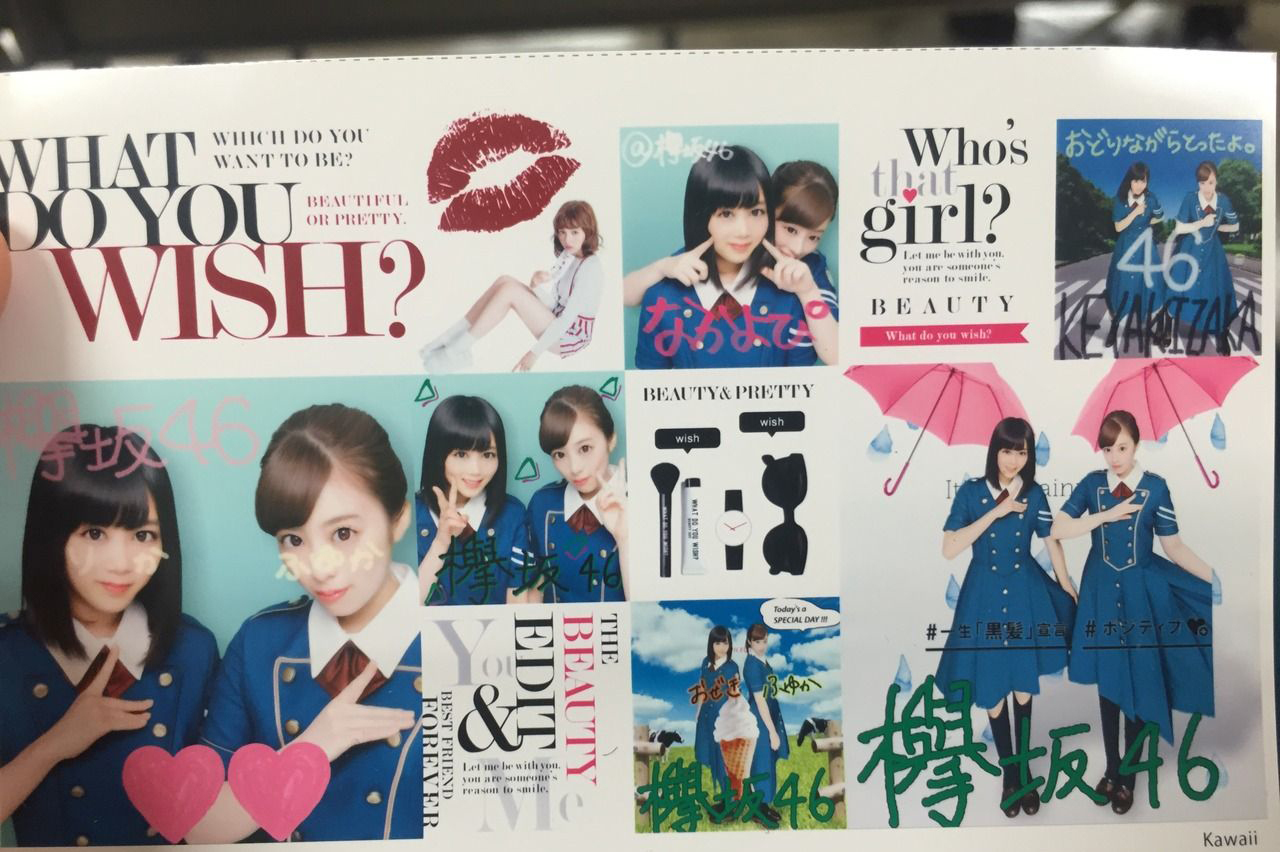 WHAT
DO YOU
WISH?
WHICH DO YOU
WANT TO BE?
BEAUTIFUL
OR PRETTY.
@欅坂46
なかよぴ
Who's
that
girl?
Let me be with you.
you are someone's
reason to smile.
BEAUTY
What do you wish?
おどりながらとったよ。
46
KEYAKIZAKA
欅坂46
ふゆか
欅坂46
BEAUTY&PRETTY
wish
wish
WHAT DO YOU WISH?
#一生「黒髪」宣言
#ポンティフ
欅坂46
THE
BEAUTY
EDIT
You
&
Me
BEST FRIEND
FOREVER
Let me be with you.
you are someone's
reason to smile.
Today's a
SPECIAL DAY !!!
おぜき ふゆか
欅坂46
Kawaii